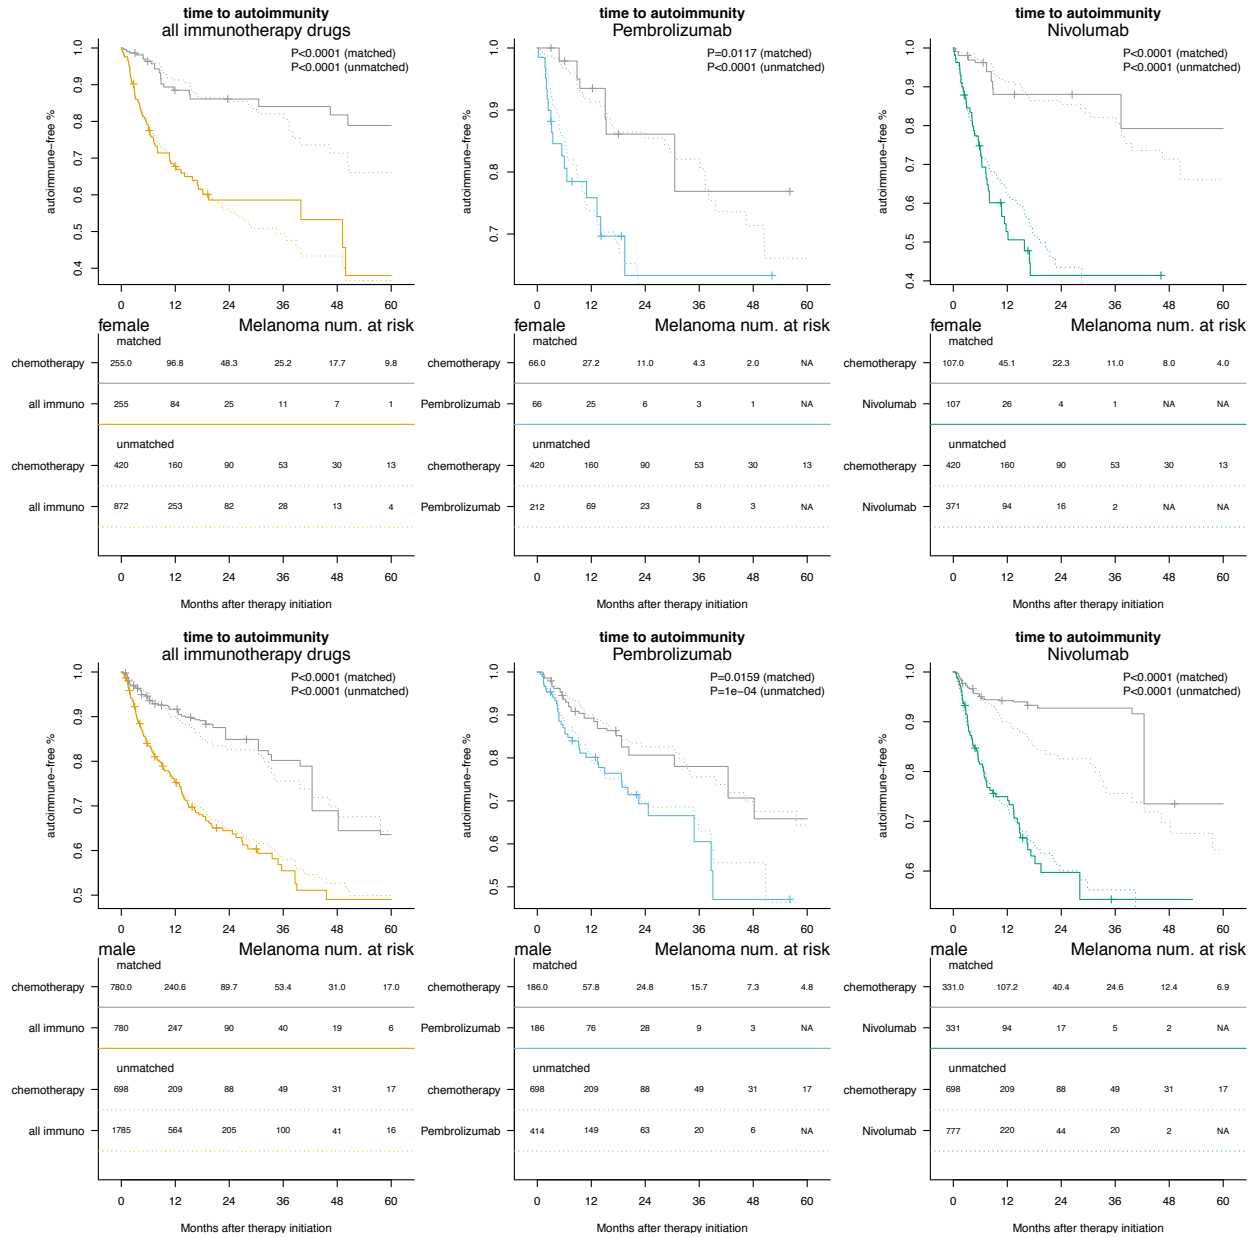 time to autoimmunity
all immunotherapy drugs
P<0.0001 (matched)
P<0.0001 (unmatched)
autoimmune−free %
1.0
0.9
0.8
0.7
0.6
0.5
0.4
0 12 24 36 48 60
female Melanoma num. at risk
matched
chemotherapy 255.0 96.8 48.3 25.2 17.7 9.8
all immuno 255 84 25 11 7 1
unmatched
chemotherapy 420 160 90 53 30 13
all immuno 872 253 82 28 13 4
0 12 24 36 48 60
Months after therapy initiation
time to autoimmunity
Pembrolizumab
P=0.0117 (matched)
P<0.0001 (unmatched)
autoimmune−free %
1.0
0.9
0.8
0.7
0 12 24 36 48 60
female Melanoma num. at risk
matched
chemotherapy 66.0 27.2 11.0 4.3 2.0 NA
Pembrolizumab 66 25 6 3 1 NA
unmatched
chemotherapy 420 160 90 53 30 13
Pembrolizumab 212 69 23 8 3 NA
0 12 24 36 48 60
Months after therapy initiation
time to autoimmunity
Nivolumab
P<0.0001 (matched)
P<0.0001 (unmatched)
autoimmune−free %
1.0
0.9
0.8
0.7
0.6
0.5
0.4
0 12 24 36 48 60
female Melanoma num. at risk
matched
chemotherapy 107.0 45.1 22.3 11.0 8.0 4.0
Nivolumab 107 26 4 1 NA NA
unmatched
chemotherapy 420 160 90 53 30 13
Nivolumab 371 94 16 2 NA NA
0 12 24 36 48 60
Months after therapy initiation
time to autoimmunity
all immunotherapy drugs
P<0.0001 (matched)
P<0.0001 (unmatched)
autoimmune−free %
1.0
0.9
0.8
0.7
0.6
0.5
0 12 24 36 48 60
male Melanoma num. at risk
matched
chemotherapy 780.0 240.6 89.7 53.4 31.0 17.0
all immuno 780 247 90 40 19 6
unmatched
chemotherapy 698 209 88 49 31 17
all immuno 1785 564 205 100 41 16
0 12 24 36 48 60
Months after therapy initiation
time to autoimmunity
Pembrolizumab
P=0.0159 (matched)
P=1e−04 (unmatched)
autoimmune−free %
1.0
0.9
0.8
0.7
0.6
0.5
0 12 24 36 48 60
male Melanoma num. at risk
matched
chemotherapy 186.0 57.8 24.8 15.7 7.3 4.8
Pembrolizumab 186 76 28 9 3 NA
unmatched
chemotherapy 698 209 88 49 31 17
Pembrolizumab 414 149 63 20 6 NA
0 12 24 36 48 60
Months after therapy initiation
time to autoimmunity
Nivolumab
P<0.0001 (matched)
P<0.0001 (unmatched)
autoimmune−free %
1.0
0.9
0.8
0.7
0.6
0 12 24 36 48 60
male Melanoma num. at risk
matched
chemotherapy 331.0 107.2 40.4 24.6 12.4 6.9
Nivolumab 331 94 17 5 2 NA
unmatched
chemotherapy 698 209 88 49 31 17
Nivolumab 777 220 44 20 2 NA
0 12 24 36 48 60
Months after therapy initiation